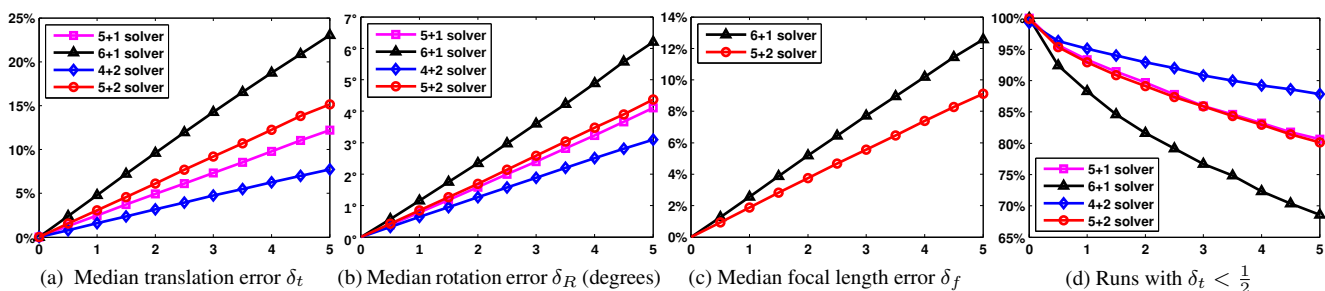 25%
20%
15%
10%
5%
0%
0 1 2 3 4 5
5+1 solver
6+1 solver
4+2 solver
5+2 solver
(a) Median translation error δt
7°
6°
5°
4°
3°
2°
1°
0°
0 1 2 3 4 5
5+1 solver
6+1 solver
4+2 solver
5+2 solver
(b) Median rotation error δR (degrees)
14%
12%
10%
8%
6%
4%
2%
0%
0 1 2 3 4 5
6+1 solver
5+2 solver
(c) Median focal length error δf
100%
95%
90%
85%
80%
75%
70%
65%
0 1 2 3 4 5
5+1 solver
6+1 solver
4+2 solver
5+2 solver
(d) Runs with δt < 1/2